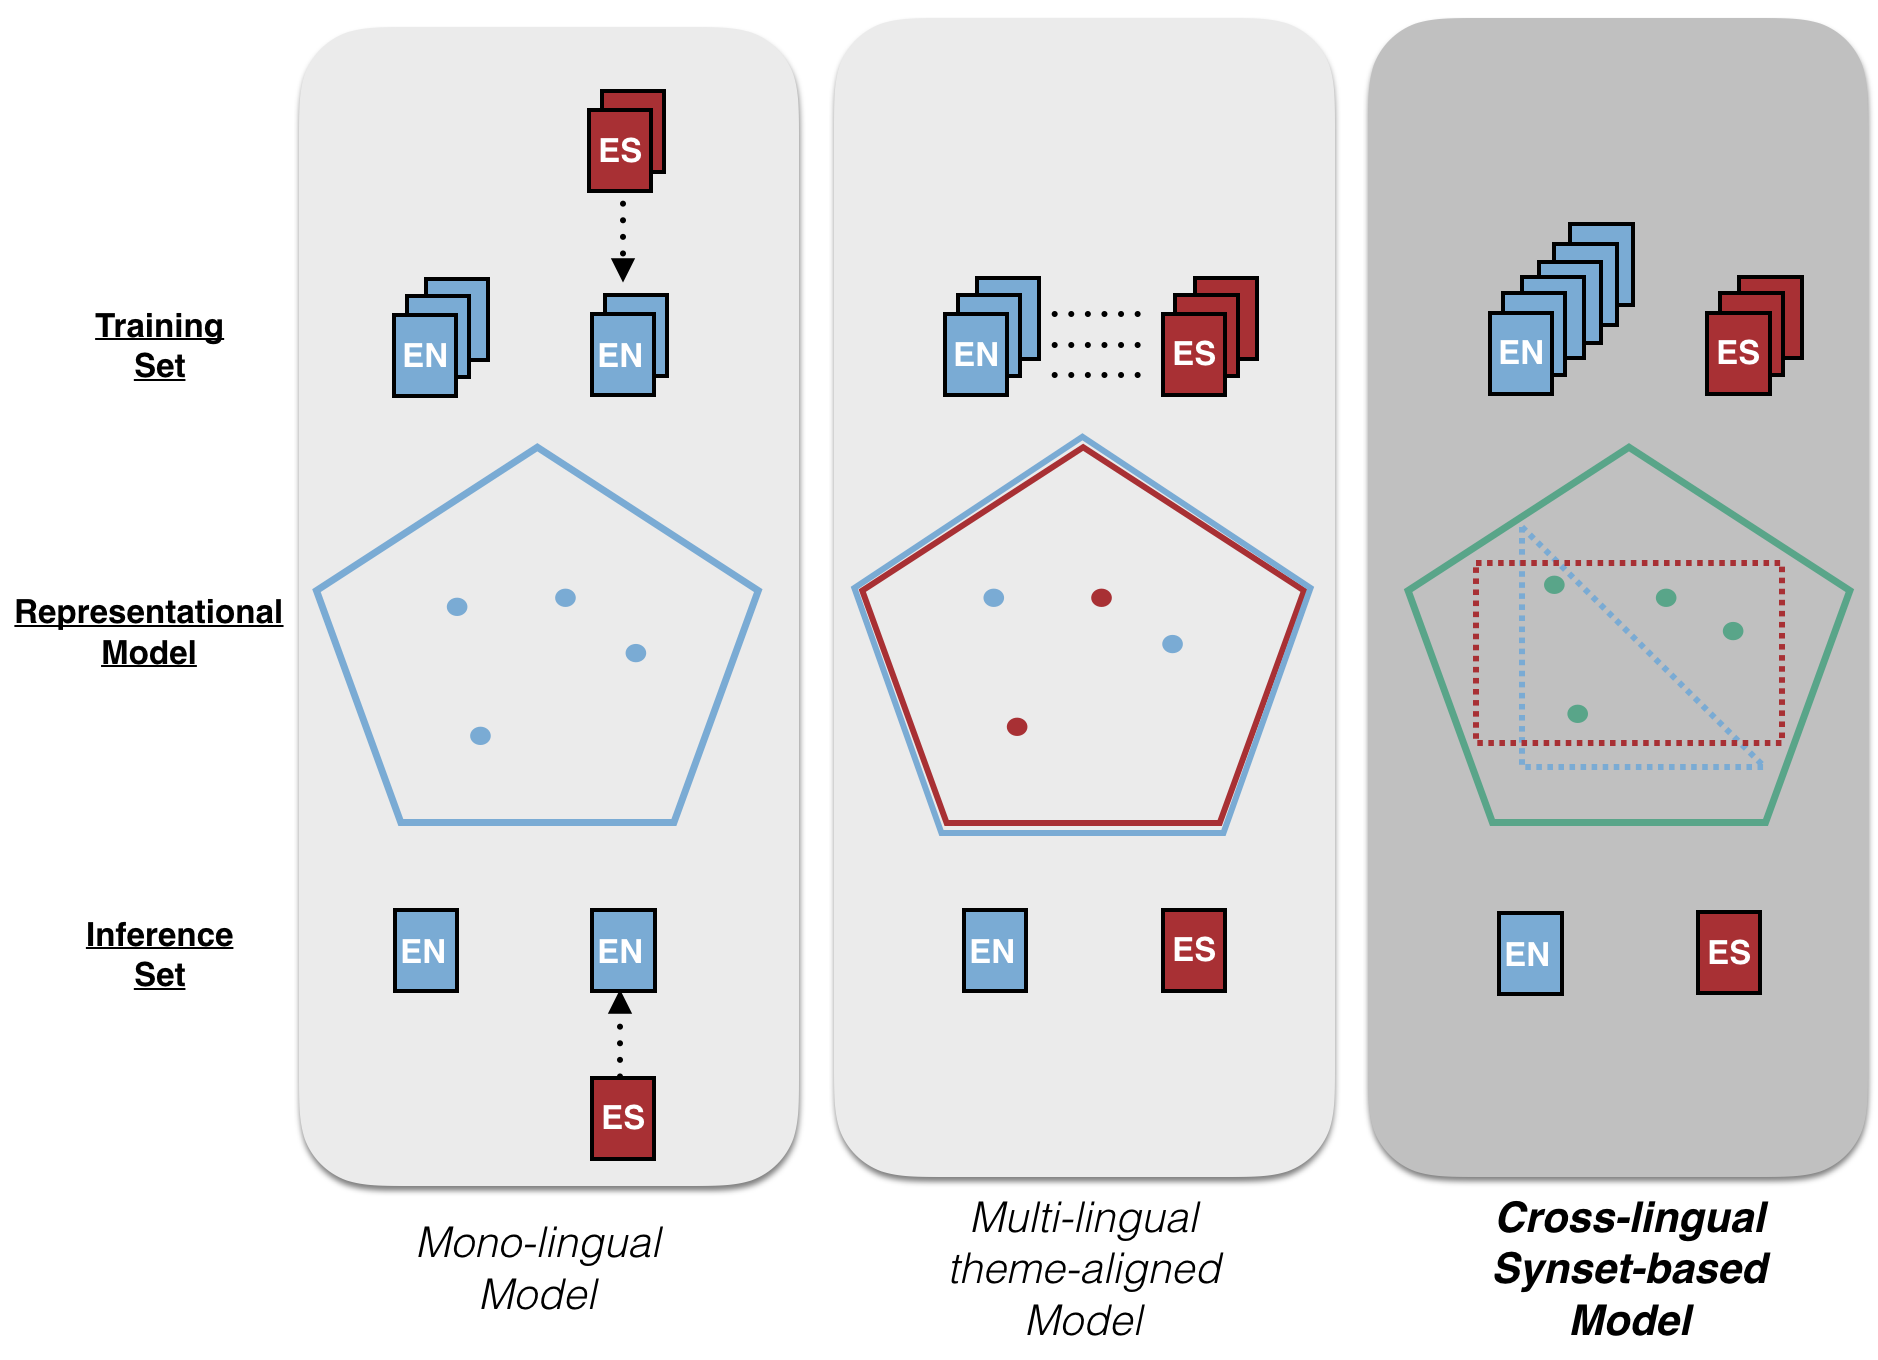 ES
Training
Set
EN
EN
EN
ES
EN
ES
Representational
Model
Inference
Set
EN
EN
EN
ES
EN
ES
ES
Mono-lingual
Model
Multi-lingual
theme-aligned
Model
Cross-lingual
Synset-based
Model